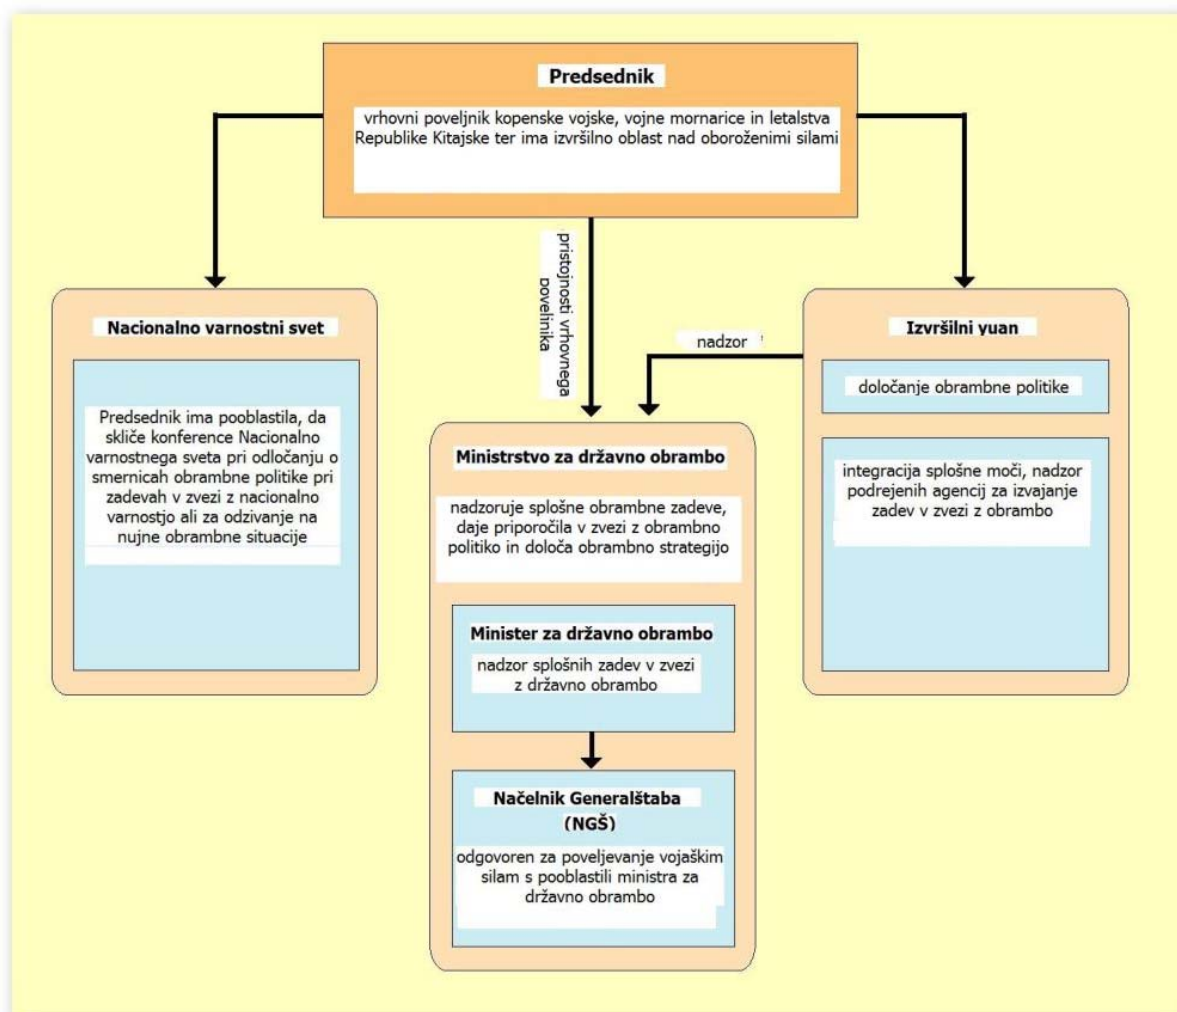 Predsednik
vrhovni poveljnik kopenske vojske, vojne mornarice in letalstva
Republike Kitajske ter ima izvršilno oblast nad oboroženimi silami
pristojnosti vrhovnega
poveljnika
Nacionalno varnostni svet
Predsednik ima pooblastila, da
skliče konference Nacionalno
varnostnega sveta pri odločanju o
smernicah obrambne politike pri
zadevah v zvezi z nacionalno
varnostjo ali za odzivanje na
nujne obrambne situacije
nadzor
Izvršilni yuan
določanje obrambne politike
integracija splošne moči, nadzor
podrejenih agencij za izvajanje
zadev v zvezi z obrambo
Ministrstvo za državno obrambo
nadzoruje splošne obrambne zadeve,
daje priporočila v zvezi z obrambno
politiko in določa obrambno strategijo
Minister za državno obrambo
nadzor splošnih zadev v zvezi
z državno obrambo
Načelnik Generalštaba
(NGŠ)
odgovoren za poveljevanje vojaškim
silam s pooblastili ministra za
državno obrambo